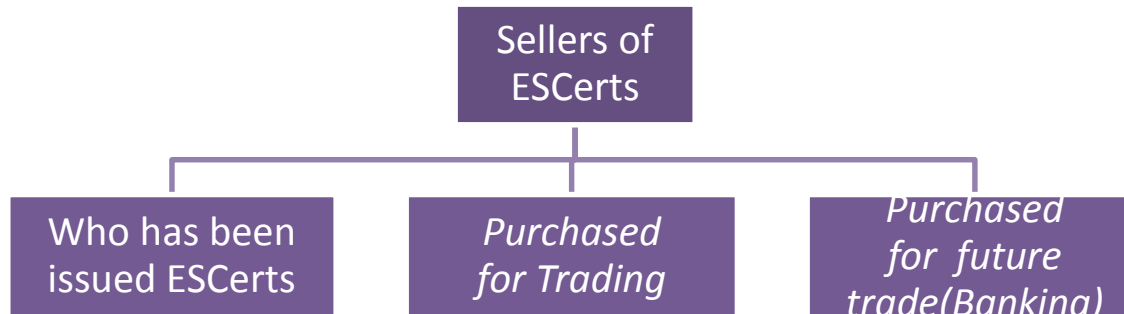 Sellers of
ESCerts
Who has been
issued ESCerts
Purchased
for Trading
Purchased
for future
trade(Banking)